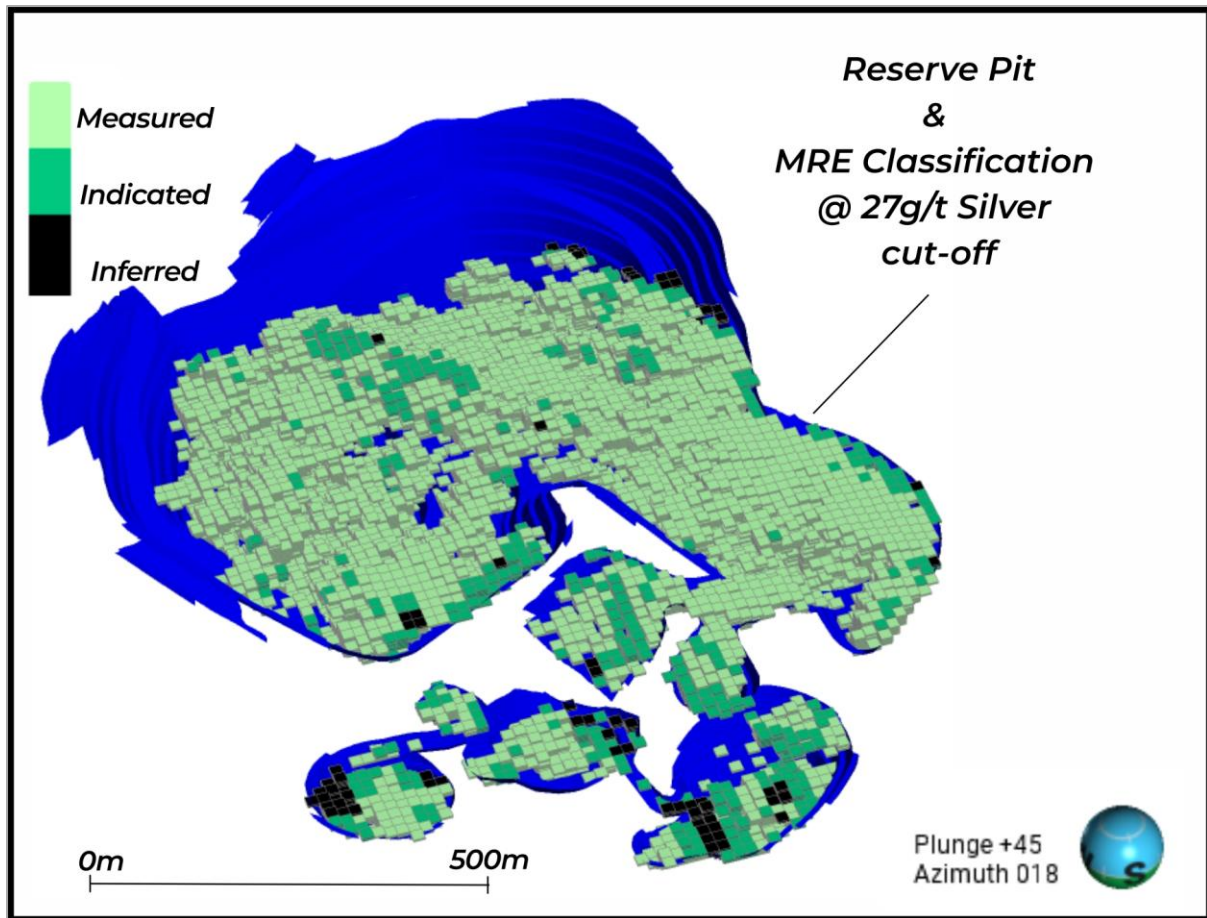 Measured
Indicated
Inferred
Reserve Pit
&
MRE Classification
@ 27g/t Silver
cut-off
0m
500m
Plunge +45
Azimuth 018
S